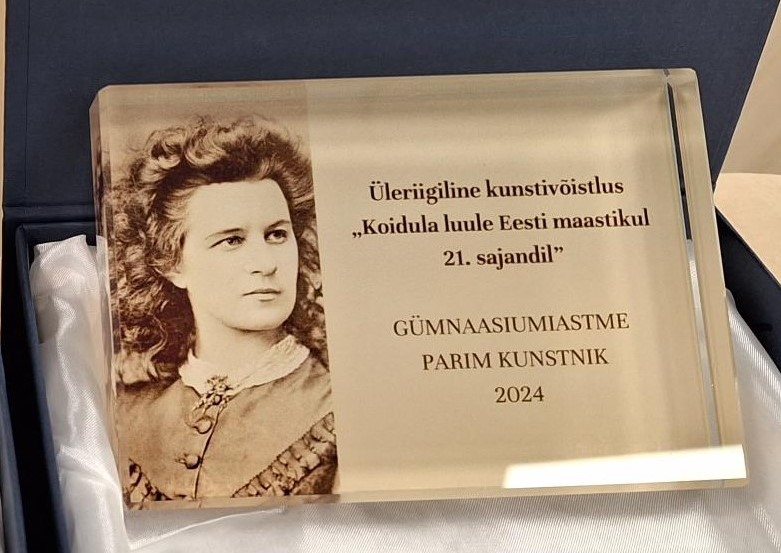 Üleriigiline kunstivõistlus
„Koidula luule Eesti maastikul
21. sajandil”
GÜMNAASIUMIASTME
PARIM KUNSTNIK
2024